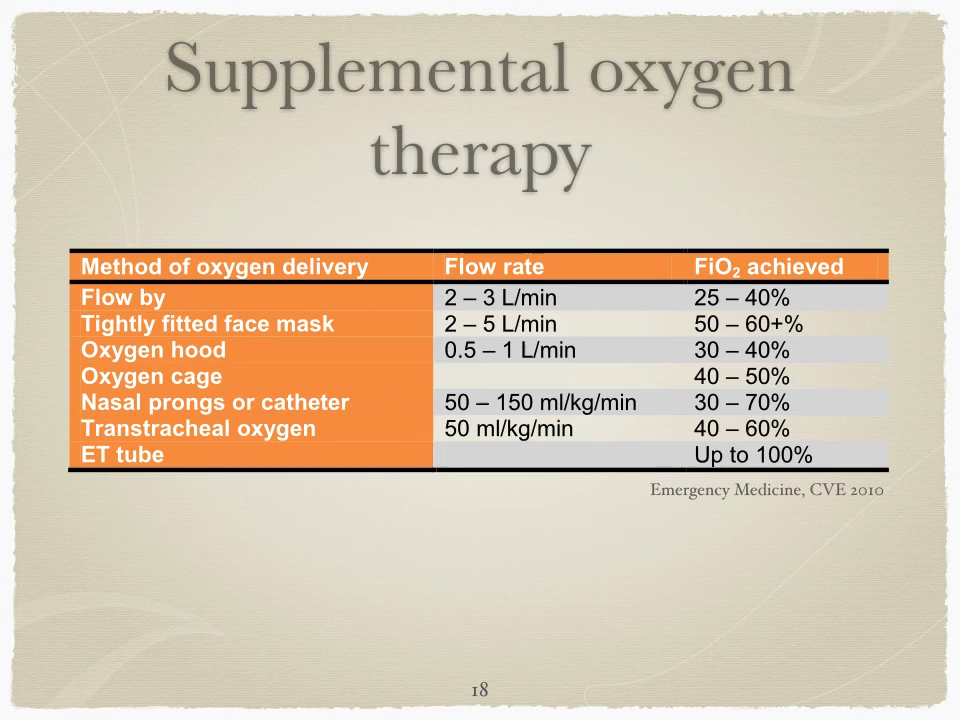 Supplemental oxygen
therapy
Method of oxygen delivery Flow rate FiO₂ achieved
Flow by 2 – 3 L/min 25 – 40%
Tightly fitted face mask 2 – 5 L/min 50 – 60+%
Oxygen hood 0.5 – 1 L/min 30 – 40%
Oxygen cage 40 – 50%
Nasal prongs or catheter 50 – 150 ml/kg/min 30 – 70%
Transtracheal oxygen 50 ml/kg/min 40 – 60%
ET tube Up to 100%
Emergency Medicine, CVE 2010
18